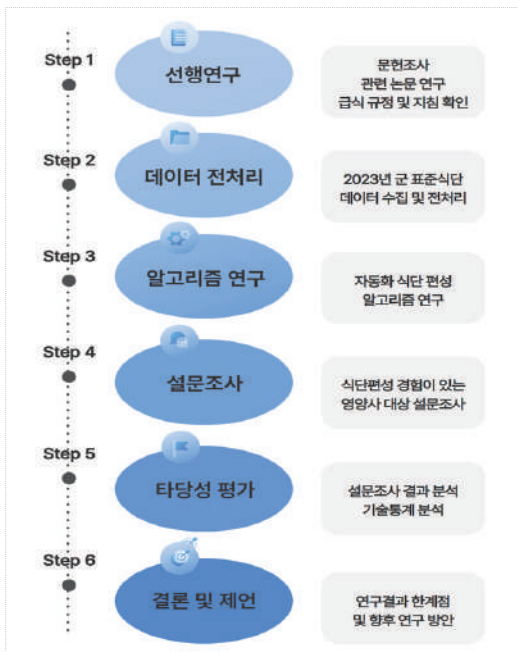 Step 1
선행연구
문헌조사
관련 논문 연구
급식 규정 및 지침 확인
Step 2
데이터 전처리
2023년 군 표준식단
데이터 수집 및 전처리
Step 3
알고리즘 연구
자동화 식단 편성
알고리즘 연구
Step 4
설문조사
식단편성 경험이 있는
영양사 대상 설문조사
Step 5
타당성 평가
설문조사 결과 분석
기술통계 분석
Step 6
결론 및 제언
연구결과 한계점
및 향후 연구 방안